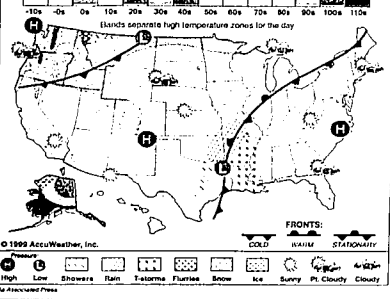 -10s -0s 0s 10s 20s 30s 40s 50s 60s 70s 80s 90s 100s 110s
Bands separate high temperature zones for the day
H
L
H
H
L
FRONTS:
COLD WARM STATIONARY
© 1999 AccuWeather, Inc.
Pressure
H L
High Low Showers Rain T-storms Flurries Snow Ice Sunny Pt. Cloudy Cloudy
Via Associated Press